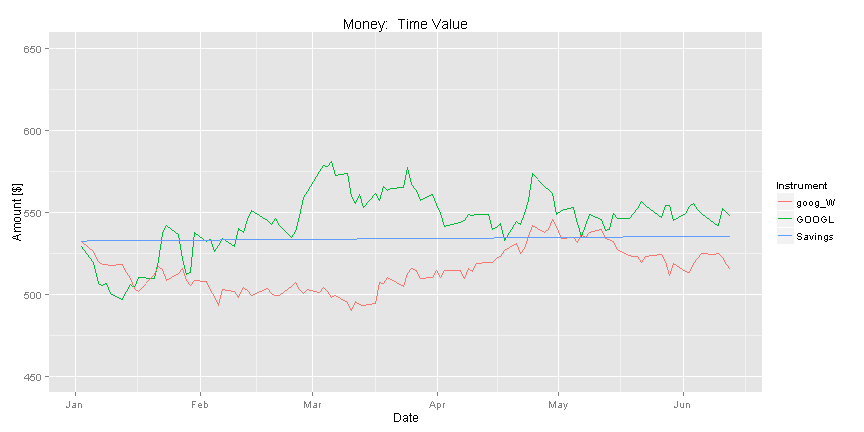 Money:  Time Value
650
600
550
500
450
Amount [$]
Jan Feb Mar Apr May Jun
Date
Instrument
goog_W
GOOGL
Savings